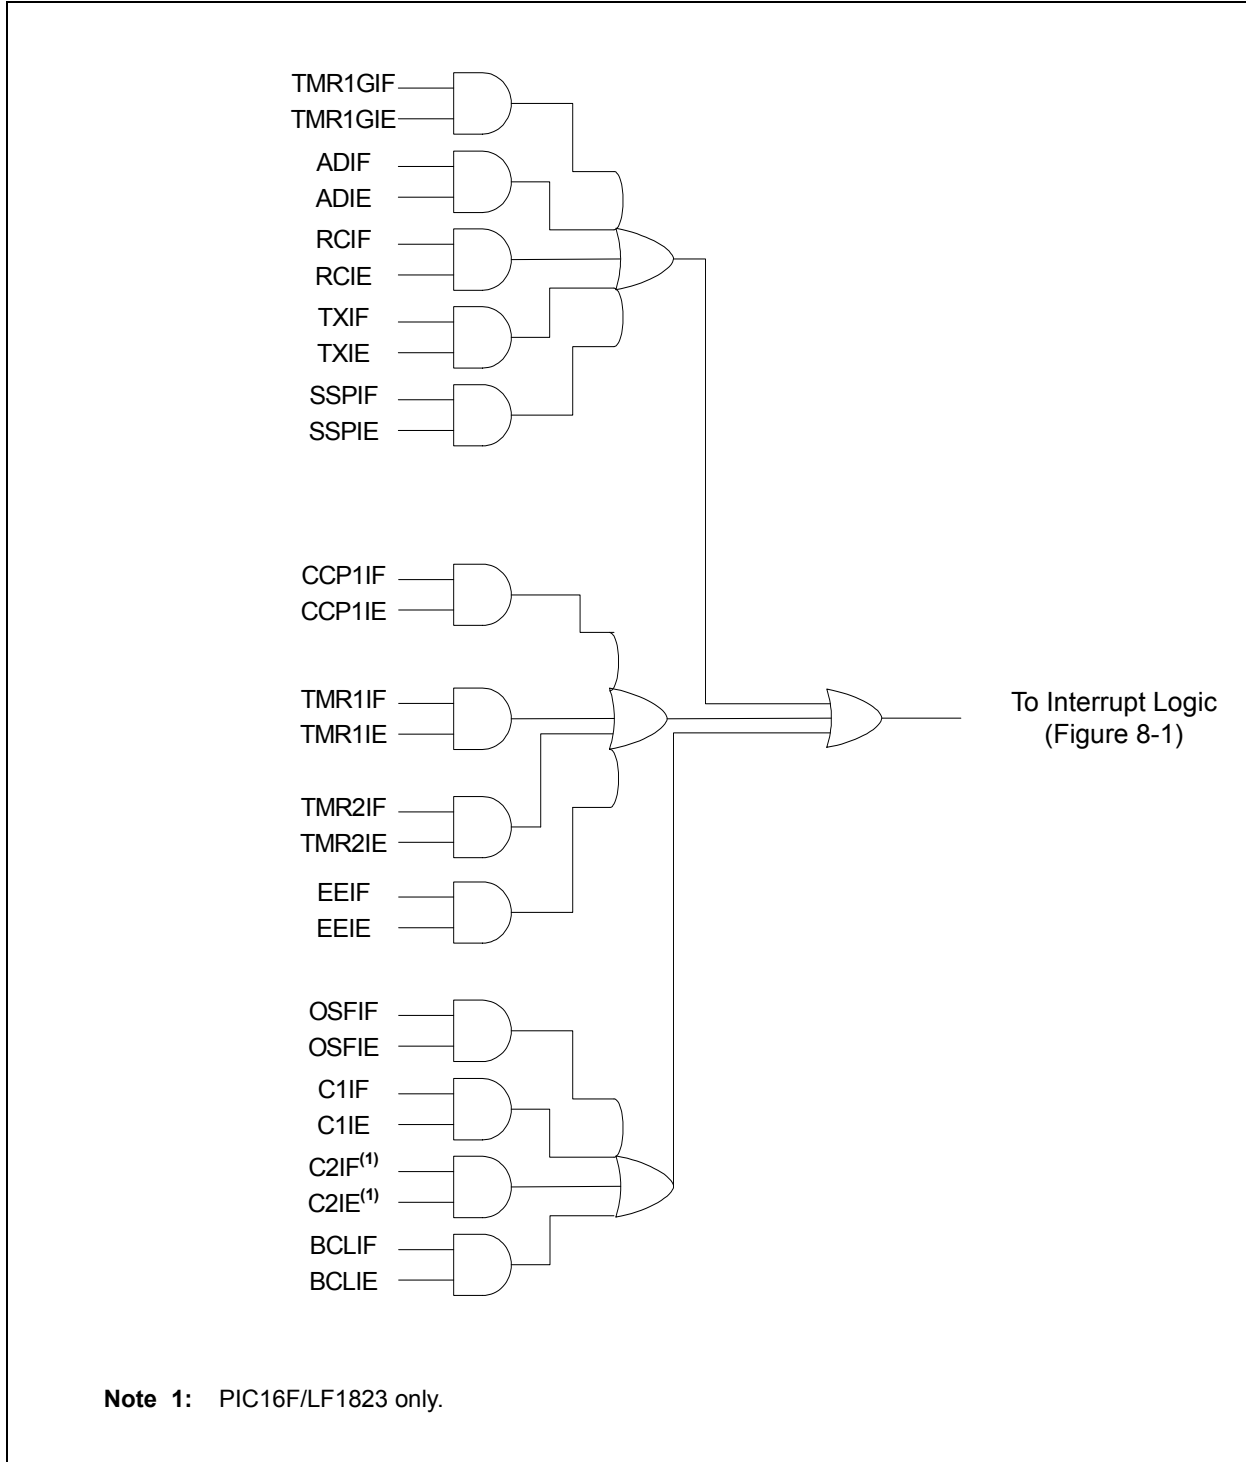 TMR1GIF
TMR1GIE
ADIF
ADIE
RCIF
RCIE
TXIF
TXIE
SSPIF
SSPIE
CCP1IF
CCP1IE
TMR1IF
TMR1IE
To Interrupt Logic
(Figure 8-1)
TMR2IF
TMR2IE
EEIF
EEIE
OSFIF
OSFIE
C1IF
C1IE
C2IF(1)
C2IE(1)
BCLIF
BCLIE
Note 1: PIC16F/LF1823 only.